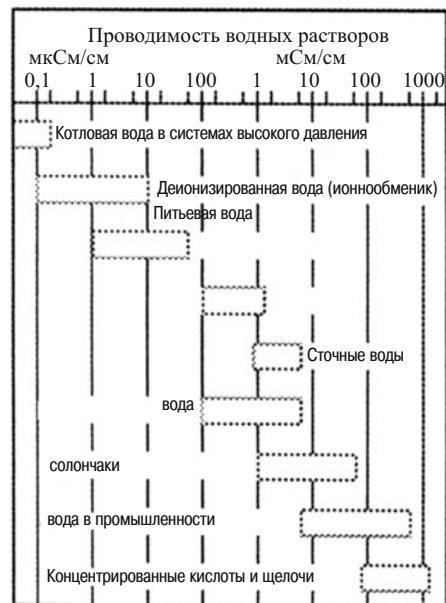 Проводимость водных растворов
мкСм/см мСм/см
0,1 1 10 100 1 10 100 1000
Котловая вода в системах высокого давления
Деионизированная вода (ионнообменик)
Питьевая вода
Сточные воды
вода
солончаки
вода в промышленности
Концентрированные кислоты и щелочи